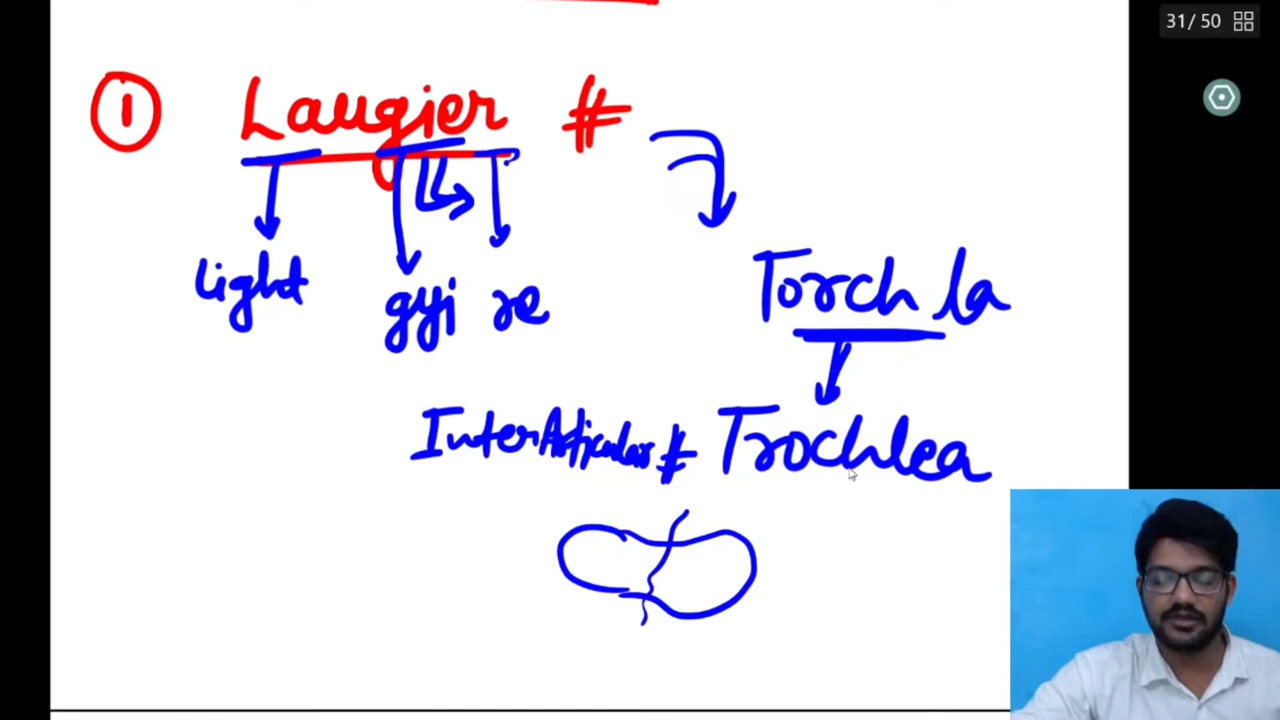 31/ 50
1 Laugier #
Torch la
Light gyi re
InterArticular # Trochlea